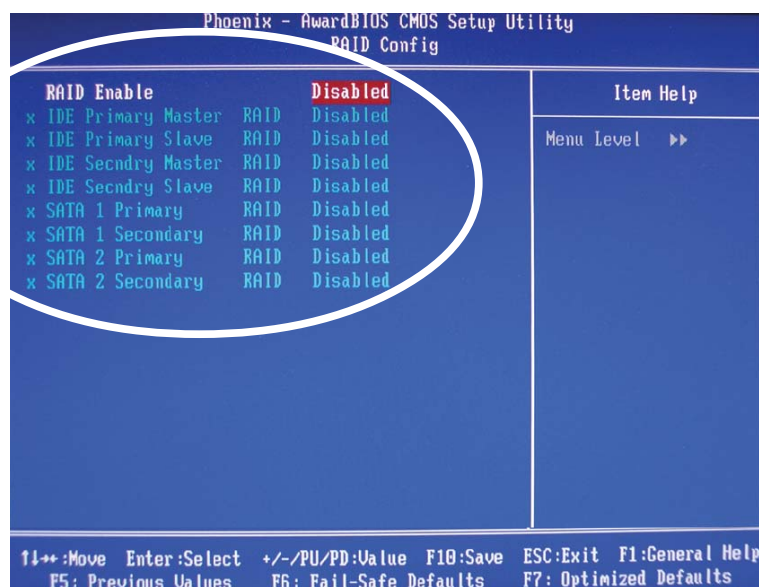 Phoenix - AwardBIOS CMOS Setup Utility
RAID Config
RAID Enable Disabled
x IDE Primary Master RAID Disabled
x IDE Primary Slave RAID Disabled
x IDE Secndry Master RAID Disabled
x IDE Secndry Slave RAID Disabled
x SATA 1 Primary RAID Disabled
x SATA 1 Secondary RAID Disabled
x SATA 2 Primary RAID Disabled
x SATA 2 Secondary RAID Disabled
Item Help
Menu Level ▸▸
↑↓→←:Move Enter:Select +/-/PU/PD:Value F10:Save ESC:Exit F1:General Help
F5: Previous Values F6: Fail-Safe Defaults F7: Optimized Defaults